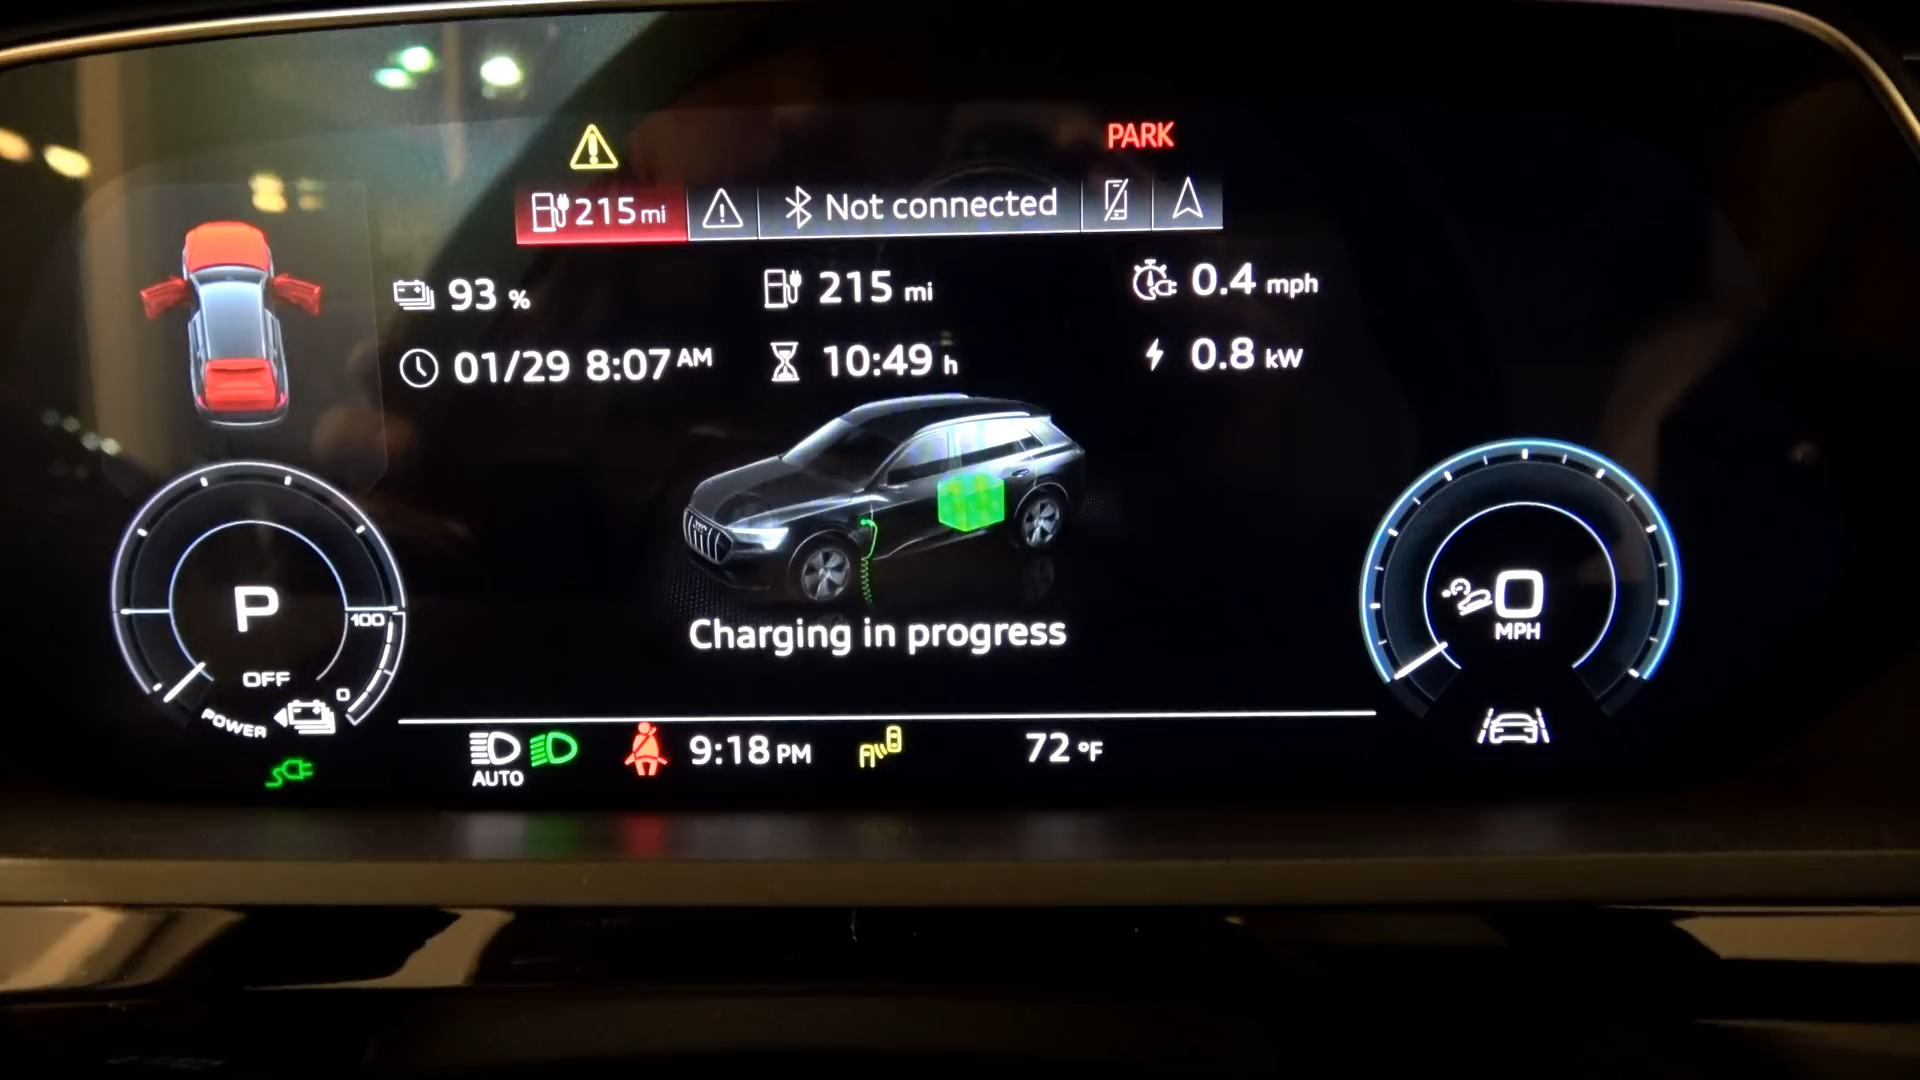 PARK
215 mi Not connected
93 % 215 mi 0.4 mph
01/29 8:07 AM 10:49 h 0.8 kW
P
100
OFF
0
POWER
0
MPH
Charging in progress
AUTO 9:18 PM 72 °F